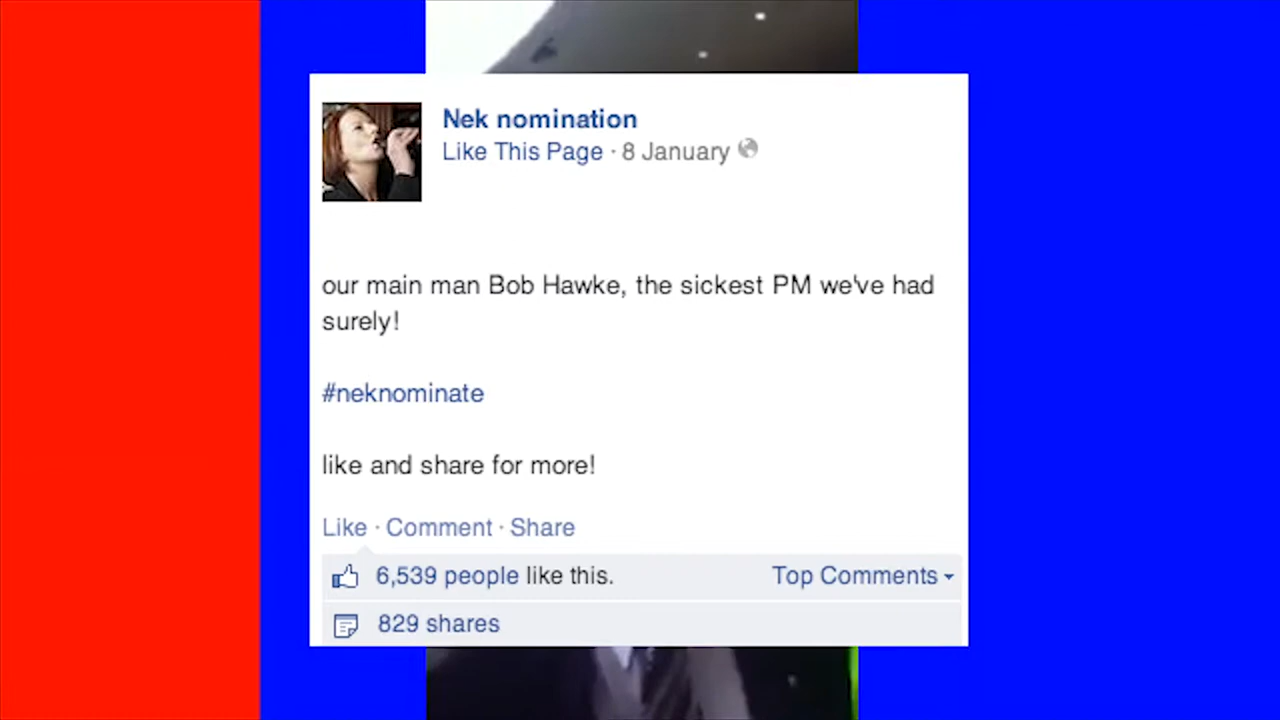 Nek nomination
Like This Page · 8 January
our main man Bob Hawke, the sickest PM we've had
surely!
#neknominate
like and share for more!
Like · Comment · Share
6,539 people like this. Top Comments
829 shares